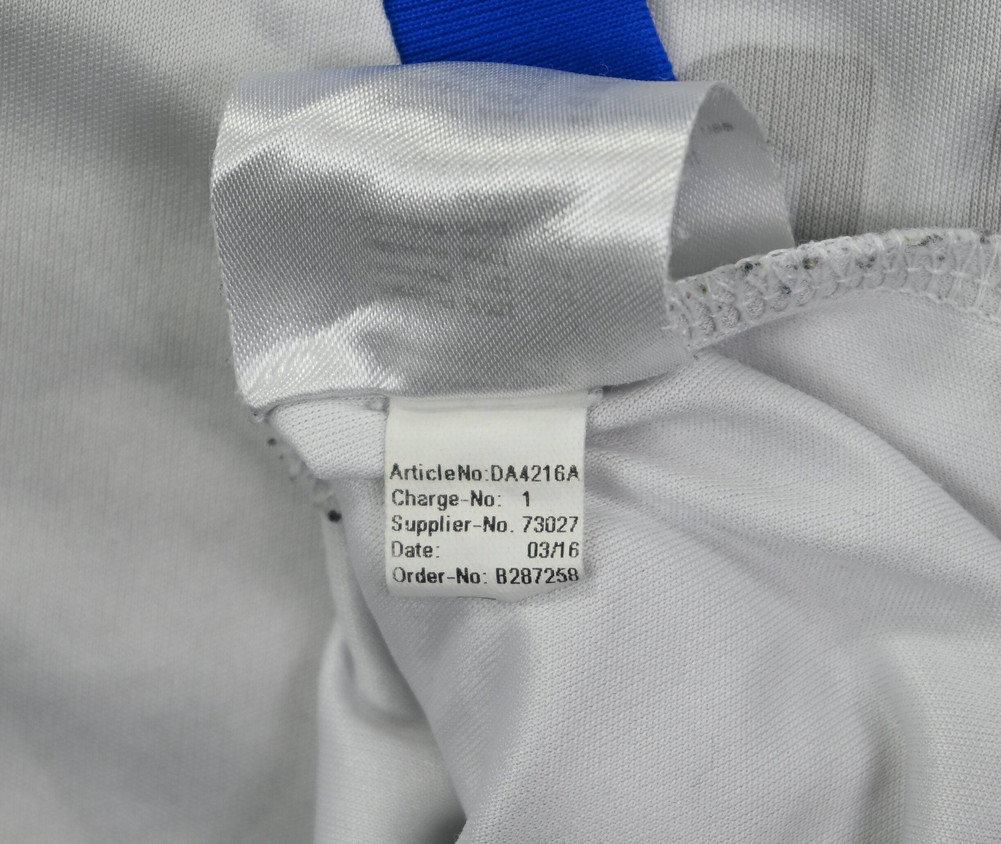 ArticleNo:DA4216A
Charge-No: 1
Supplier-No. 73027
Date: 03/16
Order-No: B287258